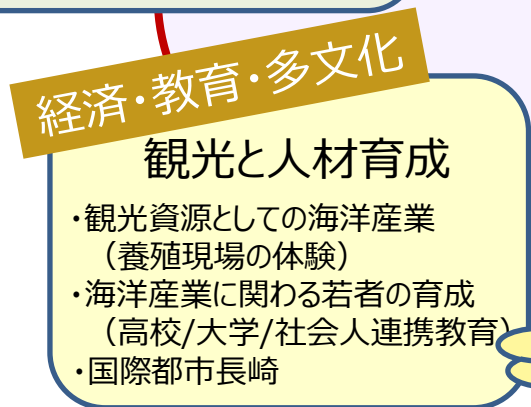 経済・教育・多文化
観光と人材育成
・観光資源としての海洋産業
（養殖現場の体験）
・海洋産業に関わる若者の育成
（高校/大学/社会人連携教育）
・国際都市長崎